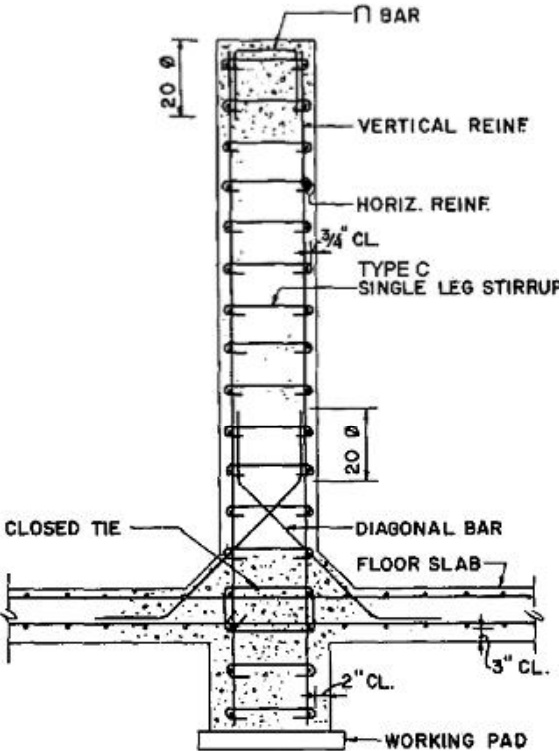 ⊓ BAR
20 Ø
VERTICAL REINF.
HORIZ. REINF.
3/4" CL.
TYPE C
SINGLE LEG STIRRUP
20 Ø
CLOSED TIE
DIAGONAL BAR
FLOOR SLAB
3" CL.
2" CL.
WORKING PAD